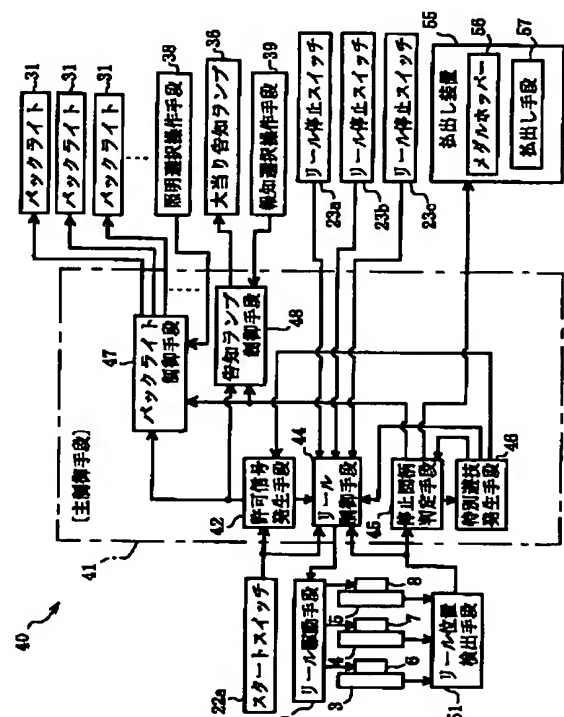 40
41
[主制御手段]
22a
スタートスイッチ
リール駆動手段
3
6
4
7
5
8
リール位置
検出手段
51
42
許可信号
発生手段
44
リール
制御手段
45
停止図柄
判定手段
特別遊技
発生手段
46
47
バックライト
制御手段
告知ランプ
制御手段
48
バックライト
31
バックライト
31
バックライト
31
照明選択操作手段
38
大当り告知ランプ
36
報知選択操作手段
39
リール停止スイッチ
23a
リール停止スイッチ
23b
リール停止スイッチ
23c
55
払出し装置
56
メダルホッパー
57
払出し手段